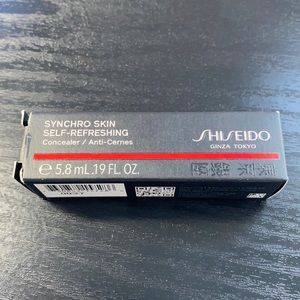 SYNCHRO SKIN
SELF-REFRESHING
Concealer / Anti-Cernes
SHISEIDO
GINZA TOKYO
e 5.8 mL .19 FL. OZ.